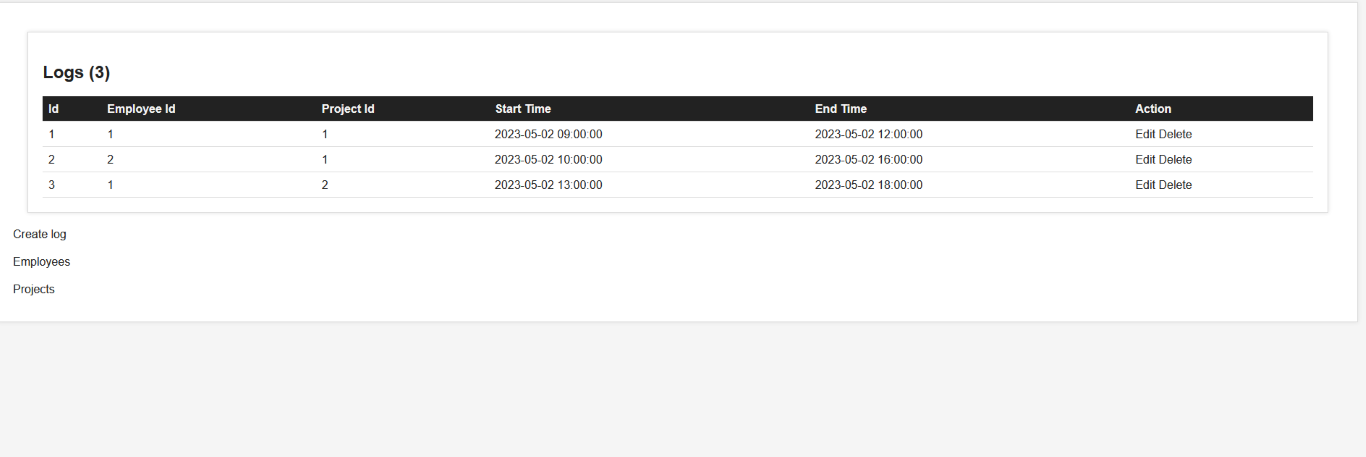 Logs (3)
Id Employee Id Project Id Start Time End Time Action
1 1 1 2023-05-02 09:00:00 2023-05-02 12:00:00 Edit Delete
2 2 1 2023-05-02 10:00:00 2023-05-02 16:00:00 Edit Delete
3 1 2 2023-05-02 13:00:00 2023-05-02 18:00:00 Edit Delete
Create log
Employees
Projects